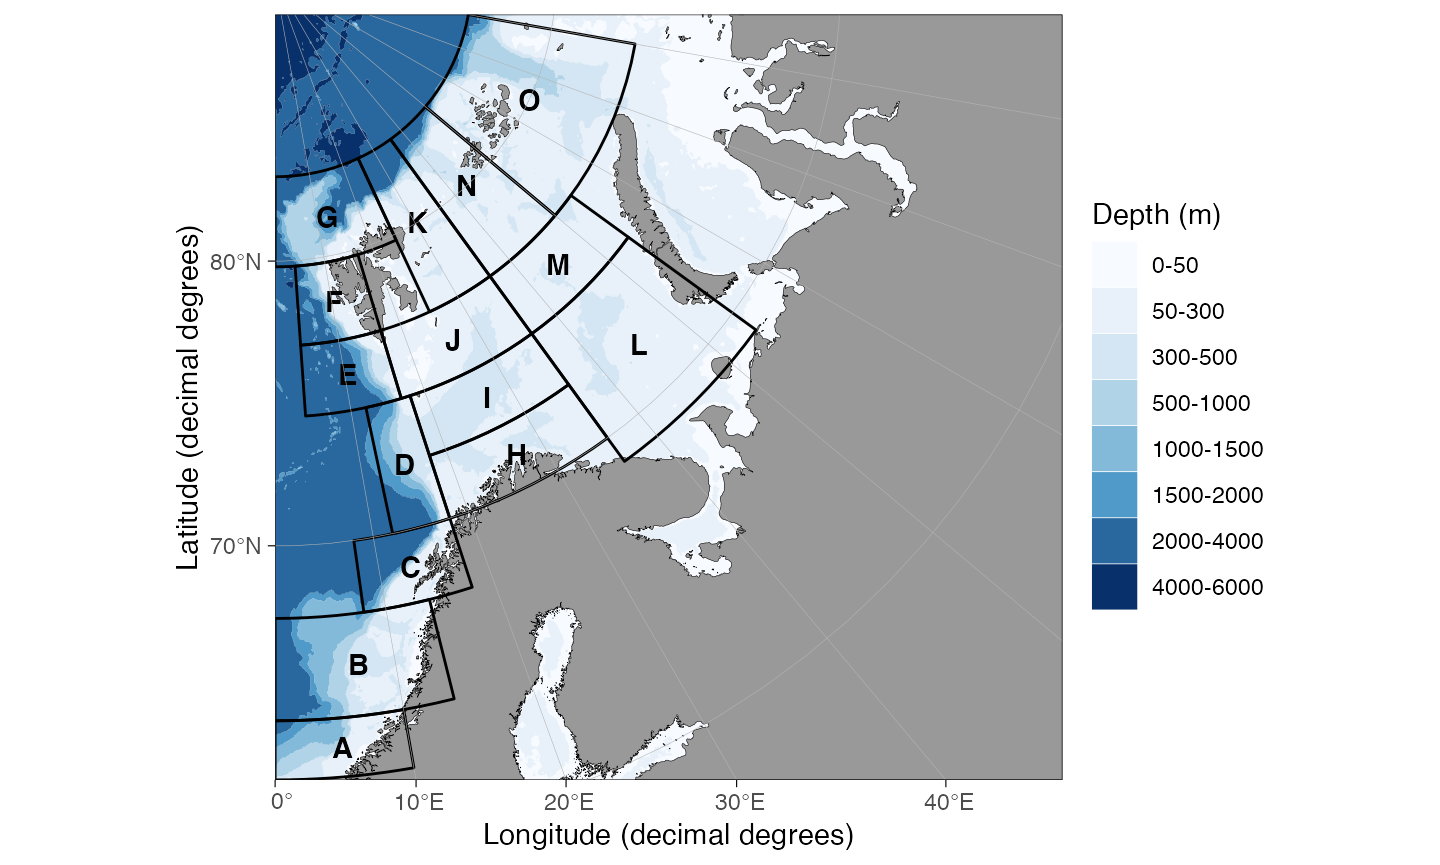 O
N
G
K
M
F
J
L
E
I
H
D
C
B
A
80°N
70°N
0°
10°E
20°E
30°E
40°E
Longitude (decimal degrees)
Latitude (decimal degrees)
Depth (m)
0-50
50-300
300-500
500-1000
1000-1500
1500-2000
2000-4000
4000-6000